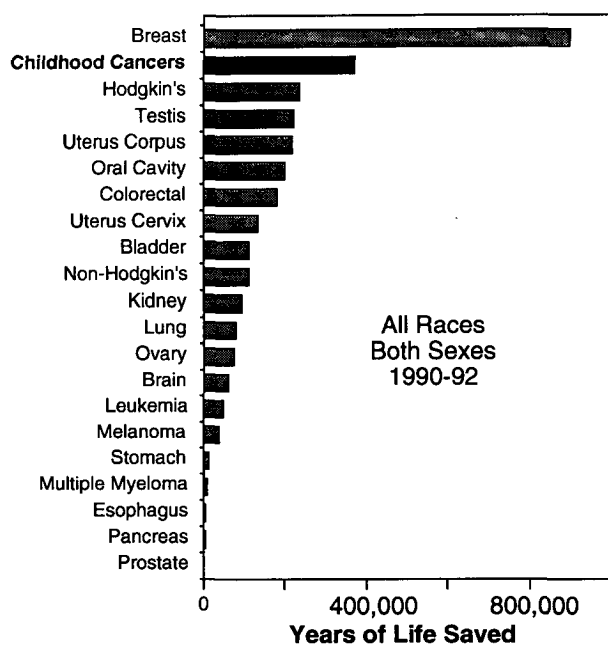 Breast
Childhood Cancers
Hodgkin's
Testis
Uterus Corpus
Oral Cavity
Colorectal
Uterus Cervix
Bladder
Non-Hodgkin's
Kidney
Lung
Ovary
Brain
Leukemia
Melanoma
Stomach
Multiple Myeloma
Esophagus
Pancreas
Prostate
All Races
Both Sexes
1990-92
0 400,000 800,000
Years of Life Saved